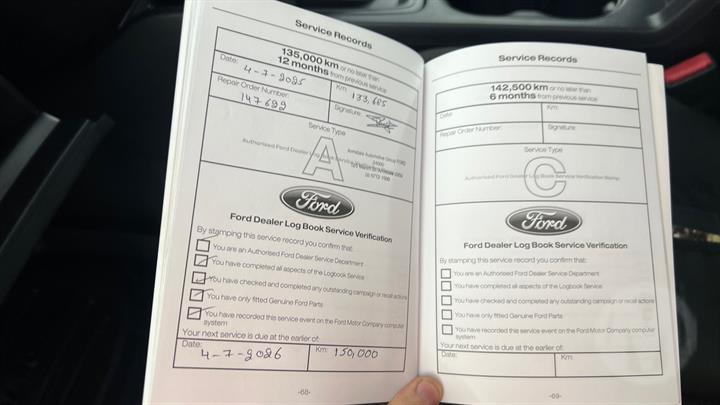 Service Records
135,000 km or no later than
12 months from previous service
Date: 4-7-2025
Km: 133,685
Repair Order Number: 147699
Signature:
Service Type
A
Authorised Ford Dealer Log Book Service
Ford
Ford Dealer Log Book Service Verification
By stamping this service record you confirm that:
You are an Authorised Ford Dealer Service Department
You have completed all aspects of the Logbook Service
You have checked and completed any outstanding campaign or recall actions
You have only fitted Genuine Ford Parts
You have recorded this service event on the Ford Motor Company computer
system
Your next service is due at the earlier of:
Date: 4-7-2026
Km: 150,000
-68-
Service Records
142,500 km or no later than
6 months from previous service
Date:
Km:
Repair Order Number:
Signature:
Service Type
C
Authorised Ford Dealer Log Book Service Verification Stamp
Ford
Ford Dealer Log Book Service Verification
By stamping this service record you confirm that:
You are an Authorised Ford Dealer Service Department
You have completed all aspects of the Logbook Service
You have checked and completed any outstanding campaign or recall actions
You have only fitted Genuine Ford Parts
You have recorded this service event on the Ford Motor Company computer
system
Your next service is due at the earlier of:
Date:
Km:
-69-